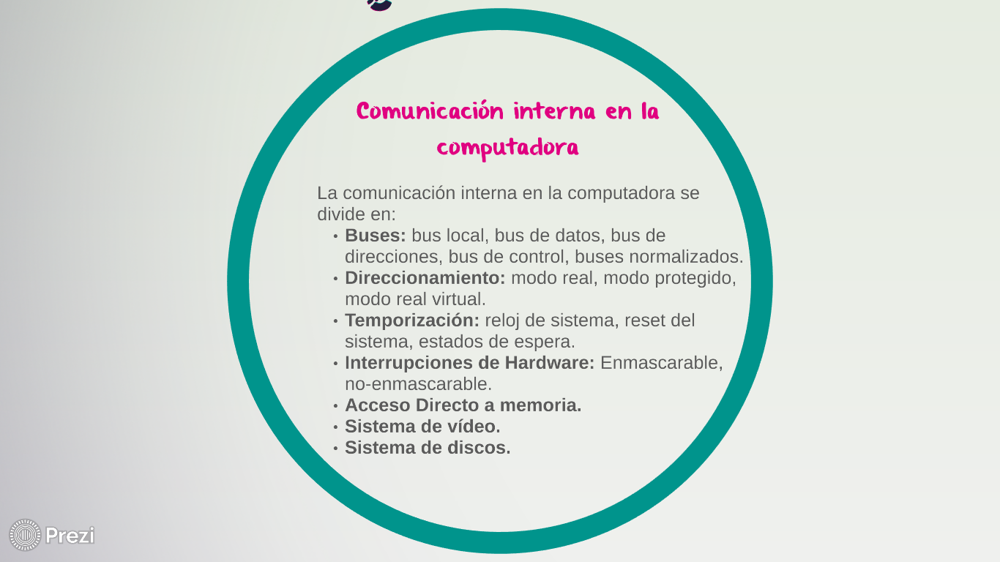 Comunicación interna en la
computadora
La comunicación interna en la computadora se
divide en:
• Buses: bus local, bus de datos, bus de
direcciones, bus de control, buses normalizados.
• Direccionamiento: modo real, modo protegido,
modo real virtual.
• Temporización: reloj de sistema, reset del
sistema, estados de espera.
• Interrupciones de Hardware: Enmascarable,
no-enmascarable.
• Acceso Directo a memoria.
• Sistema de vídeo.
• Sistema de discos.
Prezi